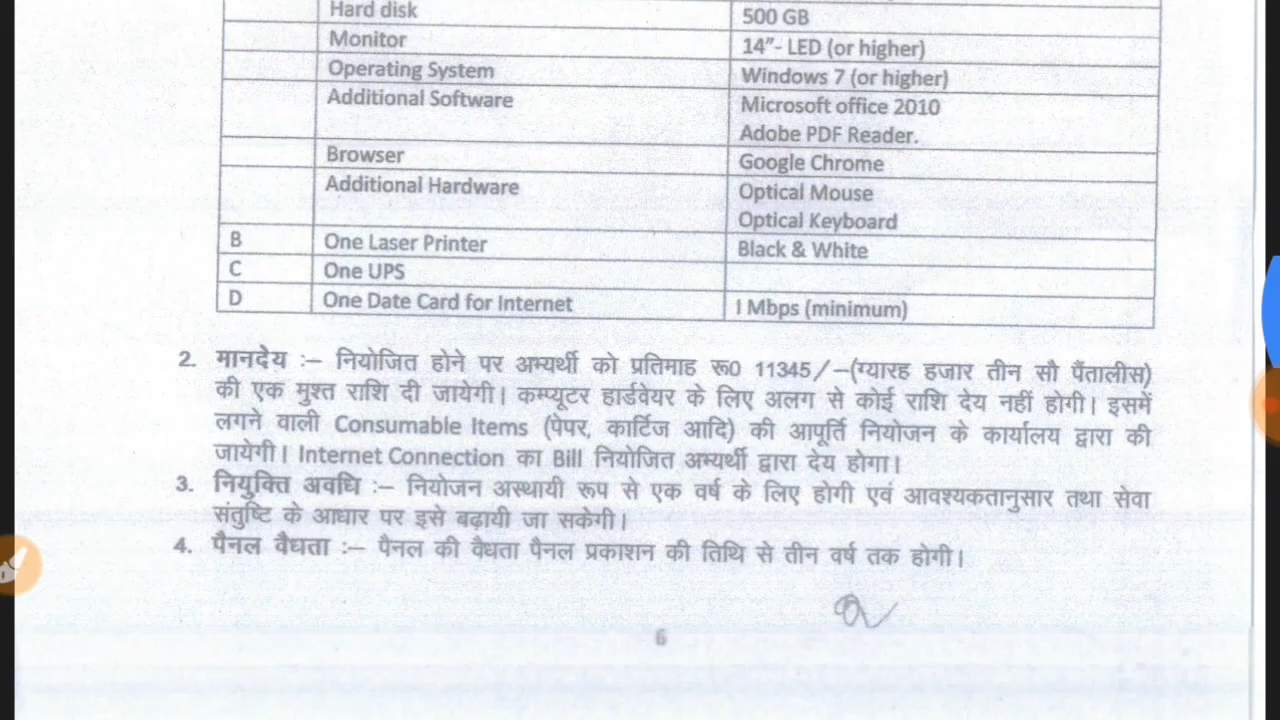 Hard disk 500 GB
Monitor 14”- LED (or higher)
Operating System Windows 7 (or higher)
Additional Software Microsoft office 2010
Adobe PDF Reader.
Browser Google Chrome
Additional Hardware Optical Mouse
Optical Keyboard
B One Laser Printer Black & White
C One UPS
D One Date Card for Internet I Mbps (minimum)
2. मानदेय :– नियोजित होने पर अभ्यर्थी को प्रतिमाह रू0 11345/–(ग्यारह हजार तीन सौ पैंतालीस)
की एक मुश्त राशि दी जायेगी। कम्प्यूटर हार्डवेयर के लिए अलग से कोई राशि देय नहीं होगी। इसमें
लगने वाली Consumable Items (पेपर, कार्टिज आदि) की आपूर्ति नियोजन के कार्यालय द्वारा की
जायेगी। Internet Connection का Bill नियोजित अभ्यर्थी द्वारा देय होगा।
3. नियुक्ति अवधि :– नियोजन अस्थायी रूप से एक वर्ष के लिए होगी एवं आवश्यकतानुसार तथा सेवा
संतुष्टि के आधार पर इसे बढ़ायी जा सकेगी।
4. पैनल वैधता :– पैनल की वैधता पैनल प्रकाशन की तिथि से तीन वर्ष तक होगी।
6